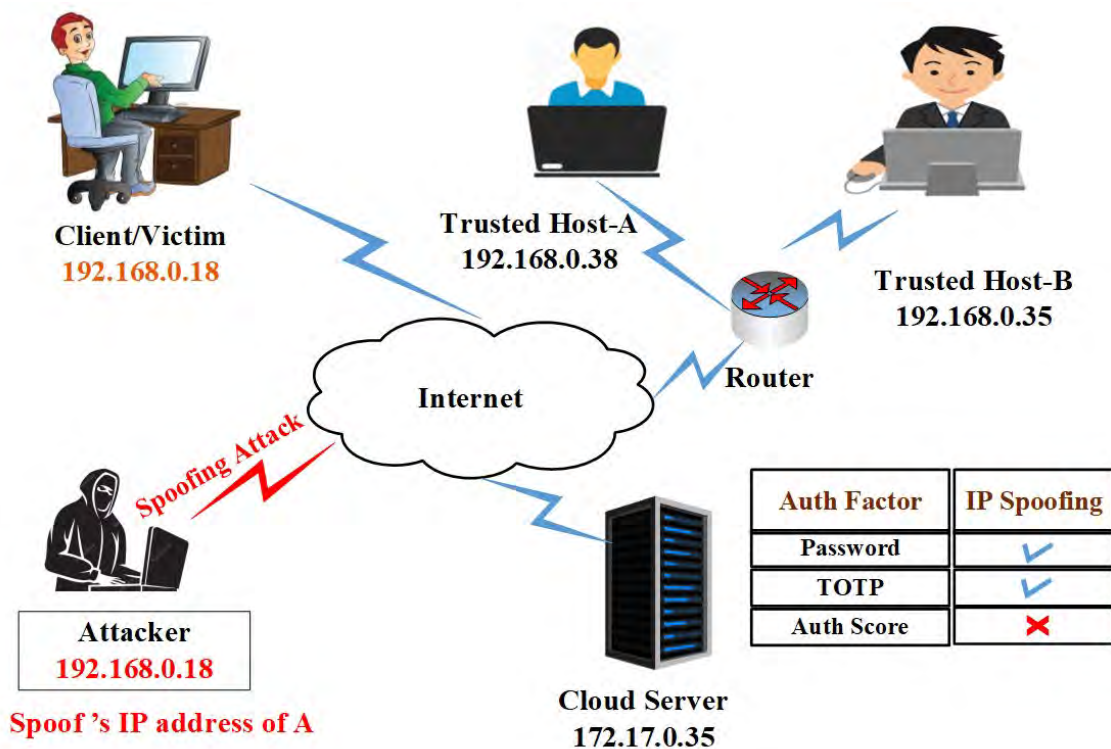 Client/Victim
192.168.0.18
Trusted Host-A
192.168.0.38
Trusted Host-B
192.168.0.35
Router
Internet
Spoofing Attack
Attacker
192.168.0.18
Spoof 's IP address of A
Cloud Server
172.17.0.35
Auth Factor IP Spoofing
Password
TOTP
Auth Score